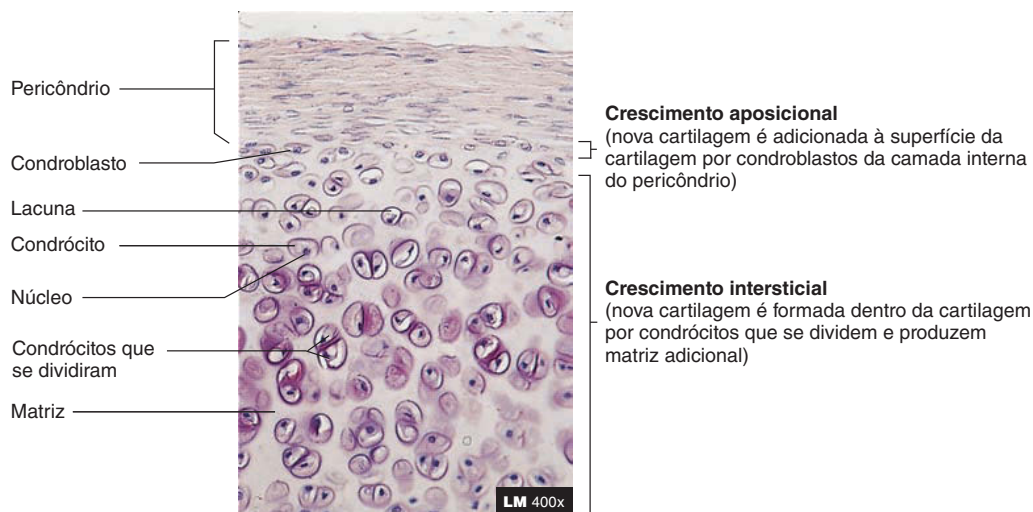 Pericôndrio
Condroblasto
Lacuna
Condrócito
Núcleo
Condrócitos que
se dividiram
Matriz
LM 400x
Crescimento aposicional
(nova cartilagem é adicionada à superfície da
cartilagem por condroblastos da camada interna
do pericôndrio)
Crescimento intersticial
(nova cartilagem é formada dentro da cartilagem
por condrócitos que se dividem e produzem
matriz adicional)